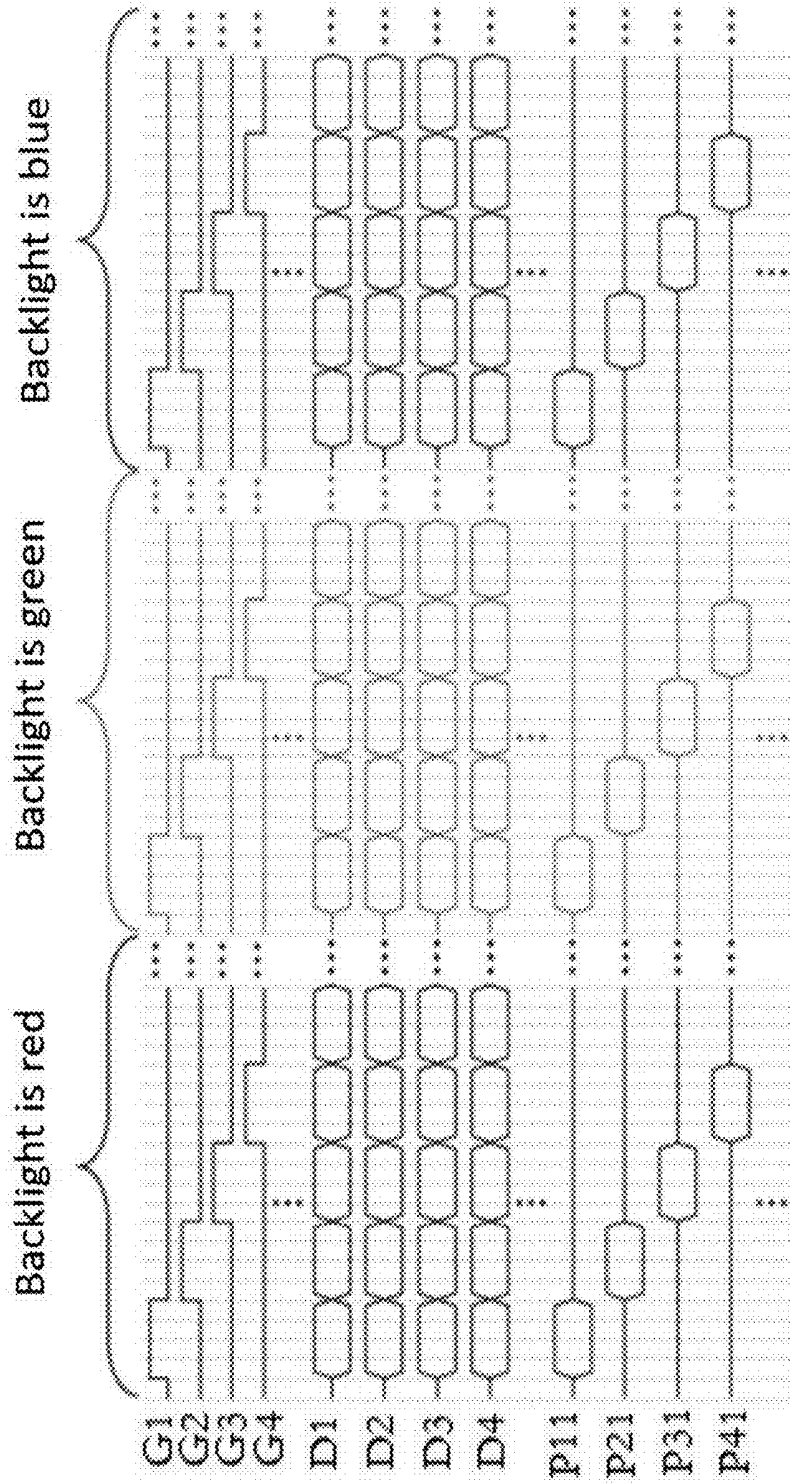 Backlight is red
Backlight is green
Backlight is blue
G1
G2
G3
G4
D1
D2
D3
D4
P11
P21
P31
P41